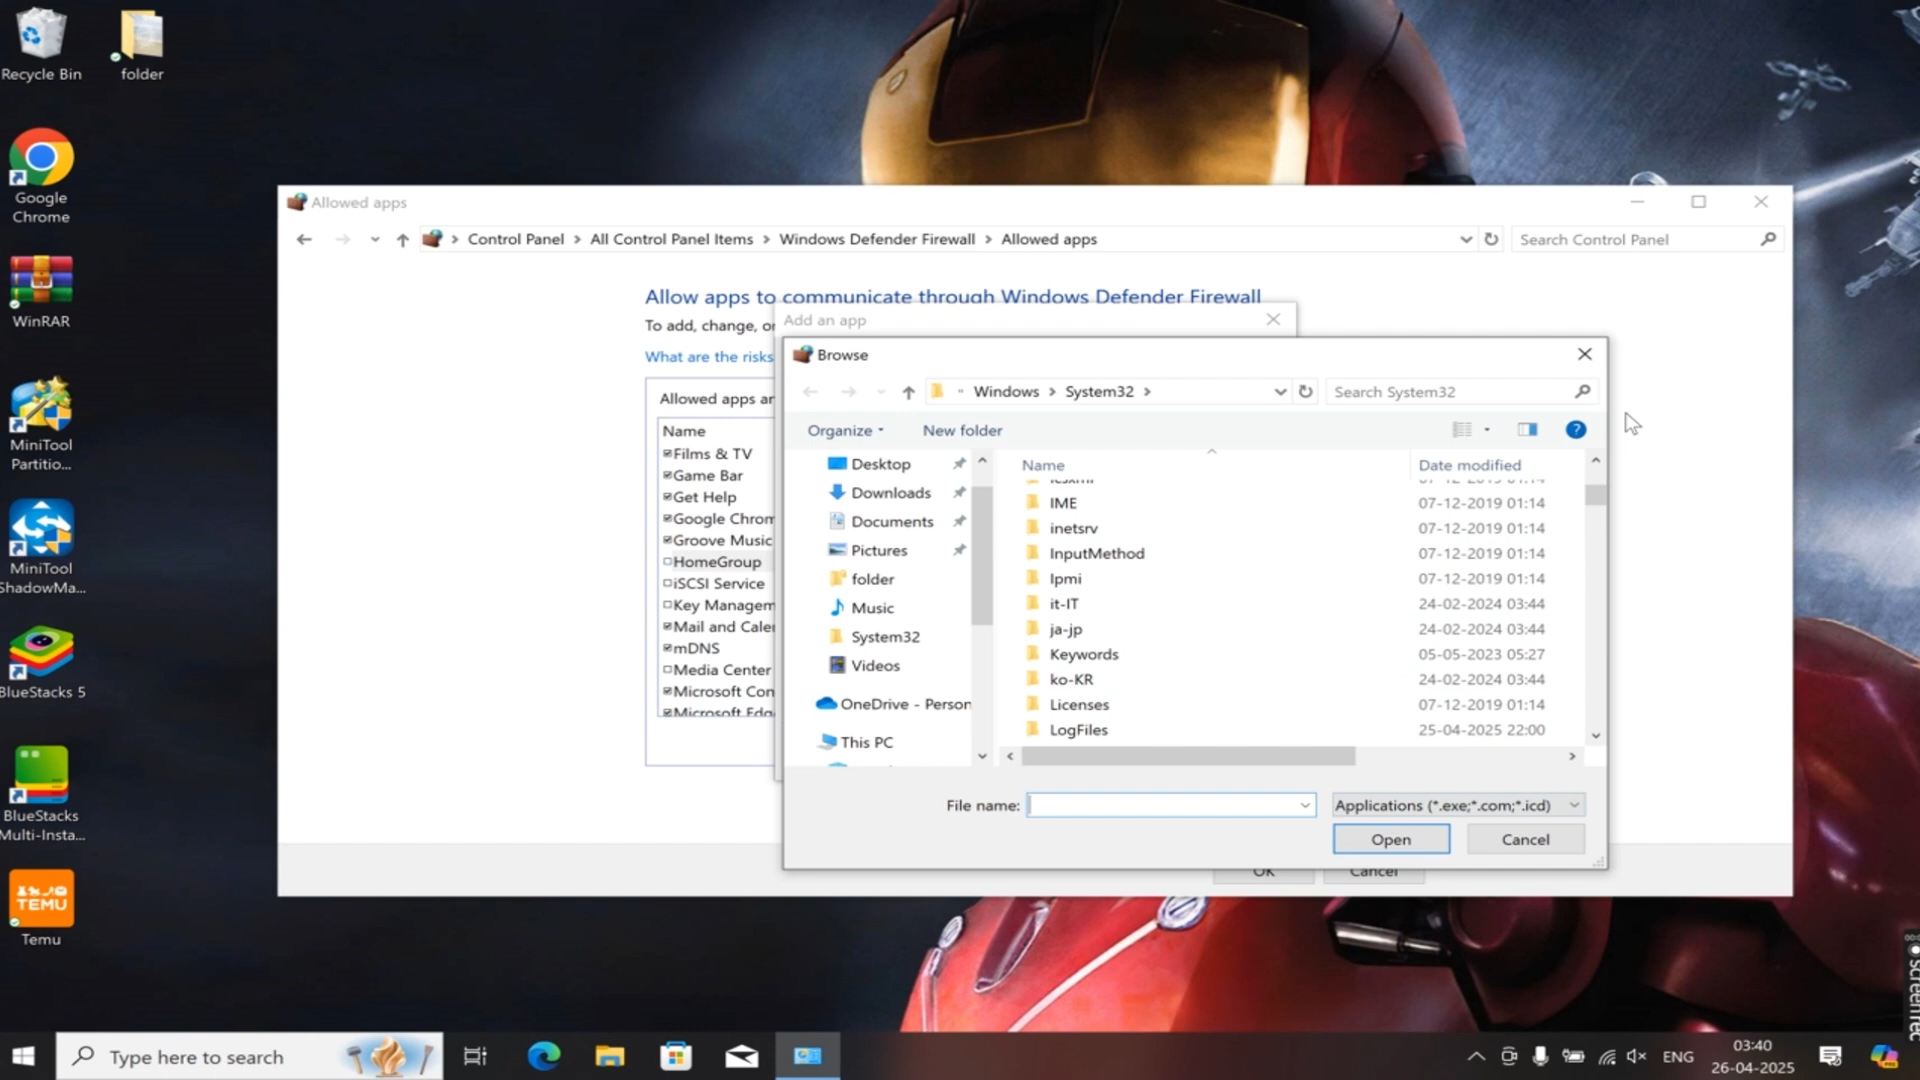 Recycle Bin
folder
Google
Chrome
WinRAR
MiniTool
Partitio...
MiniTool
ShadowMa...
BlueStacks 5
BlueStacks
Multi-Insta...
TEMU
Temu
Allowed apps
Control Panel > All Control Panel Items > Windows Defender Firewall > Allowed apps
Search Control Panel
Allow apps to communicate through Windows Defender Firewall
To add, change, or
What are the risks
Allowed apps an
Name
Films & TV
Game Bar
Get Help
Google Chrom
Groove Music
HomeGroup
iSCSI Service
Key Managem
Mail and Cale
mDNS
Media Center
Microsoft Con
Microsoft Edg
OK
Cancel
Add an app
Browse
Windows > System32 >
Search System32
Organize
New folder
Desktop
Downloads
Documents
Pictures
folder
Music
System32
Videos
OneDrive - Person
This PC
Name
Date modified
IME 07-12-2019 01:14
inetsrv 07-12-2019 01:14
InputMethod 07-12-2019 01:14
Ipmi 07-12-2019 01:14
it-IT 24-02-2024 03:44
ja-jp 24-02-2024 03:44
Keywords 05-05-2023 05:27
ko-KR 24-02-2024 03:44
Licenses 07-12-2019 01:14
LogFiles 25-04-2025 22:00
File name:
Applications (*.exe;*.com;*.icd)
Open
Cancel
Type here to search
ENG
03:40
26-04-2025